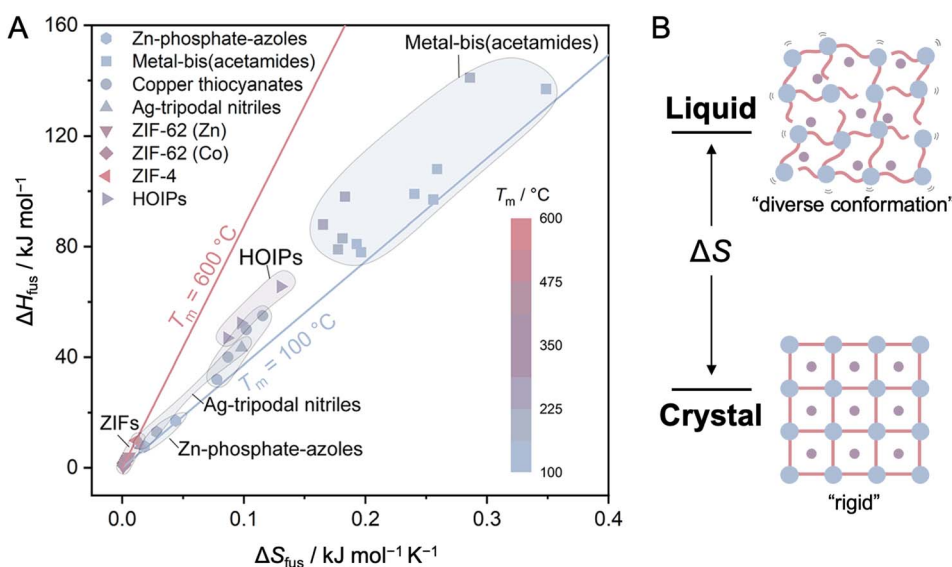 A
160
120
80
40
0
ΔHfus / kJ mol⁻¹
0.0
0.1
0.2
0.3
0.4
ΔSfus / kJ mol⁻¹ K⁻¹
Zn-phosphate-azoles
Metal-bis(acetamides)
Copper thiocyanates
Ag-tripodal nitriles
ZIF-62 (Zn)
ZIF-62 (Co)
ZIF-4
HOIPs
Metal-bis(acetamides)
Tm = 600 °C
HOIPs
Tm = 100 °C
Ag-tripodal nitriles
ZIFs
Zn-phosphate-azoles
Tm / °C
600
475
350
225
100
B
Liquid
"diverse conformation"
ΔS
Crystal
"rigid"